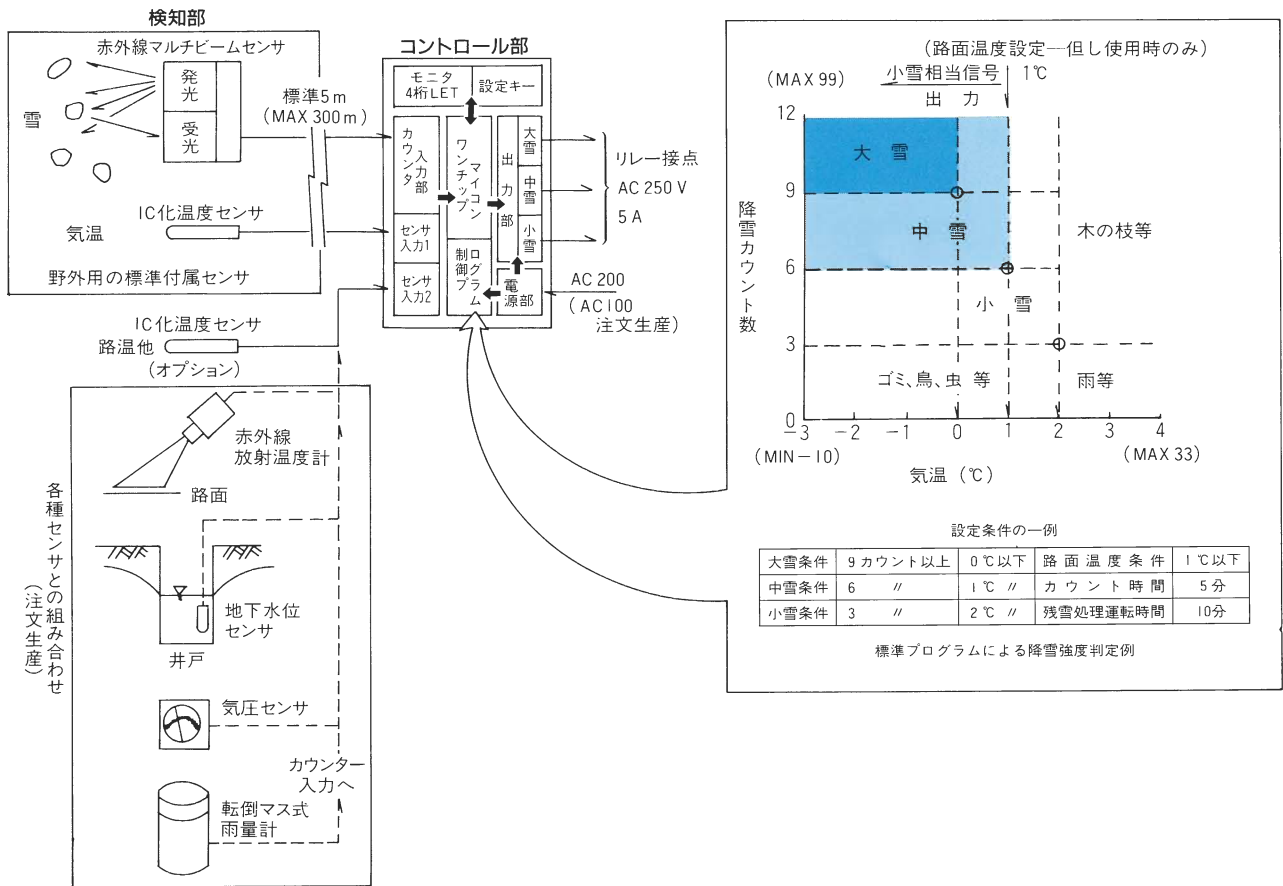 検知部
赤外線マルチビームセンサ
発光
受光
雪
標準5m
(MAX 300m)
IC化温度センサ
気温
野外用の標準付属センサ
コントロール部
モニタ
4桁LET
設定キー
カウンタ入力部
ワンチップマイコン
出力部
大雪
中雪
小雪
センサ入力1
センサ入力2
制御プログラム
電源部
リレー接点
AC 250 V
5 A
AC 200
(AC100
注文生産)
IC化温度センサ
路温他
(オプション)
各種センサとの組み合わせ
(注文生産)
赤外線
放射温度計
路面
地下水位
センサ
井戸
気圧センサ
カウンター
入力へ
転倒マス式
雨量計
(路面温度設定―但し使用時のみ)
小雪相当信号
出力
1℃
(MAX 99)
12
9
6
3
0
降雪カウント数
大雪
中雪
小雪
木の枝等
ゴミ、鳥、虫 等
雨等
-3 -2 -1 0 1 2 3 4
(MIN-10)
(MAX 33)
気温 (℃)
設定条件の一例
大雪条件 9 カウント以上 0℃以下 路面温度条件 1℃以下
中雪条件 6 〃 1℃ 〃 カウント時間 5分
小雪条件 3 〃 2℃ 〃 残雪処理運転時間 10分
標準プログラムによる降雪強度判定例